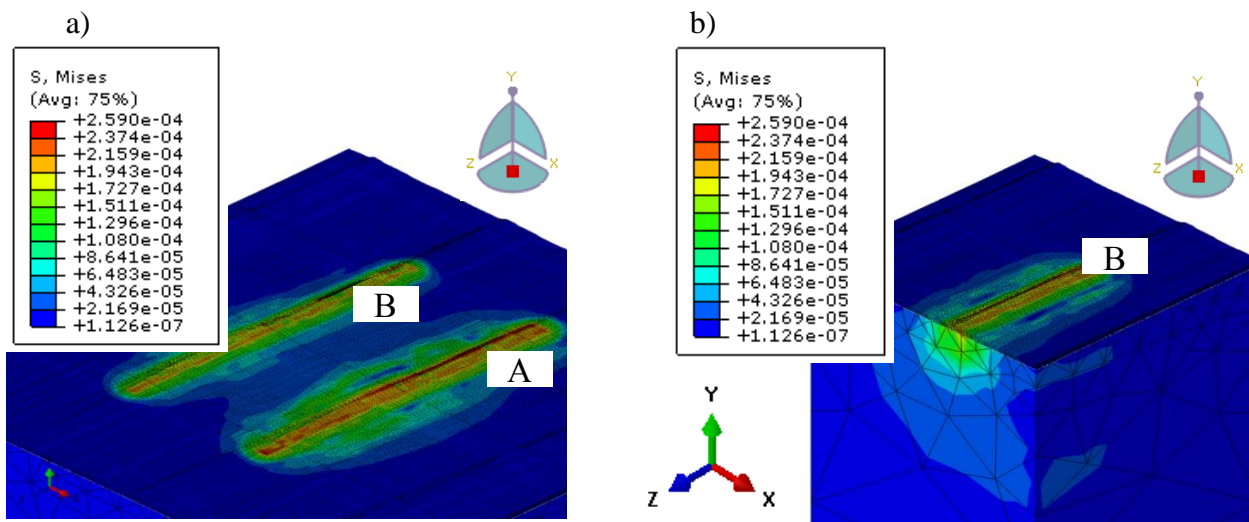 a)
S, Mises
(Avg: 75%)
+2.590e-04
+2.374e-04
+2.159e-04
+1.943e-04
+1.727e-04
+1.511e-04
+1.296e-04
+1.080e-04
+8.641e-05
+6.483e-05
+4.326e-05
+2.169e-05
+1.126e-07
Y
Z X
B
A
b)
S, Mises
(Avg: 75%)
+2.590e-04
+2.374e-04
+2.159e-04
+1.943e-04
+1.727e-04
+1.511e-04
+1.296e-04
+1.080e-04
+8.641e-05
+6.483e-05
+4.326e-05
+2.169e-05
+1.126e-07
Y
Z X
B
Y
Z X